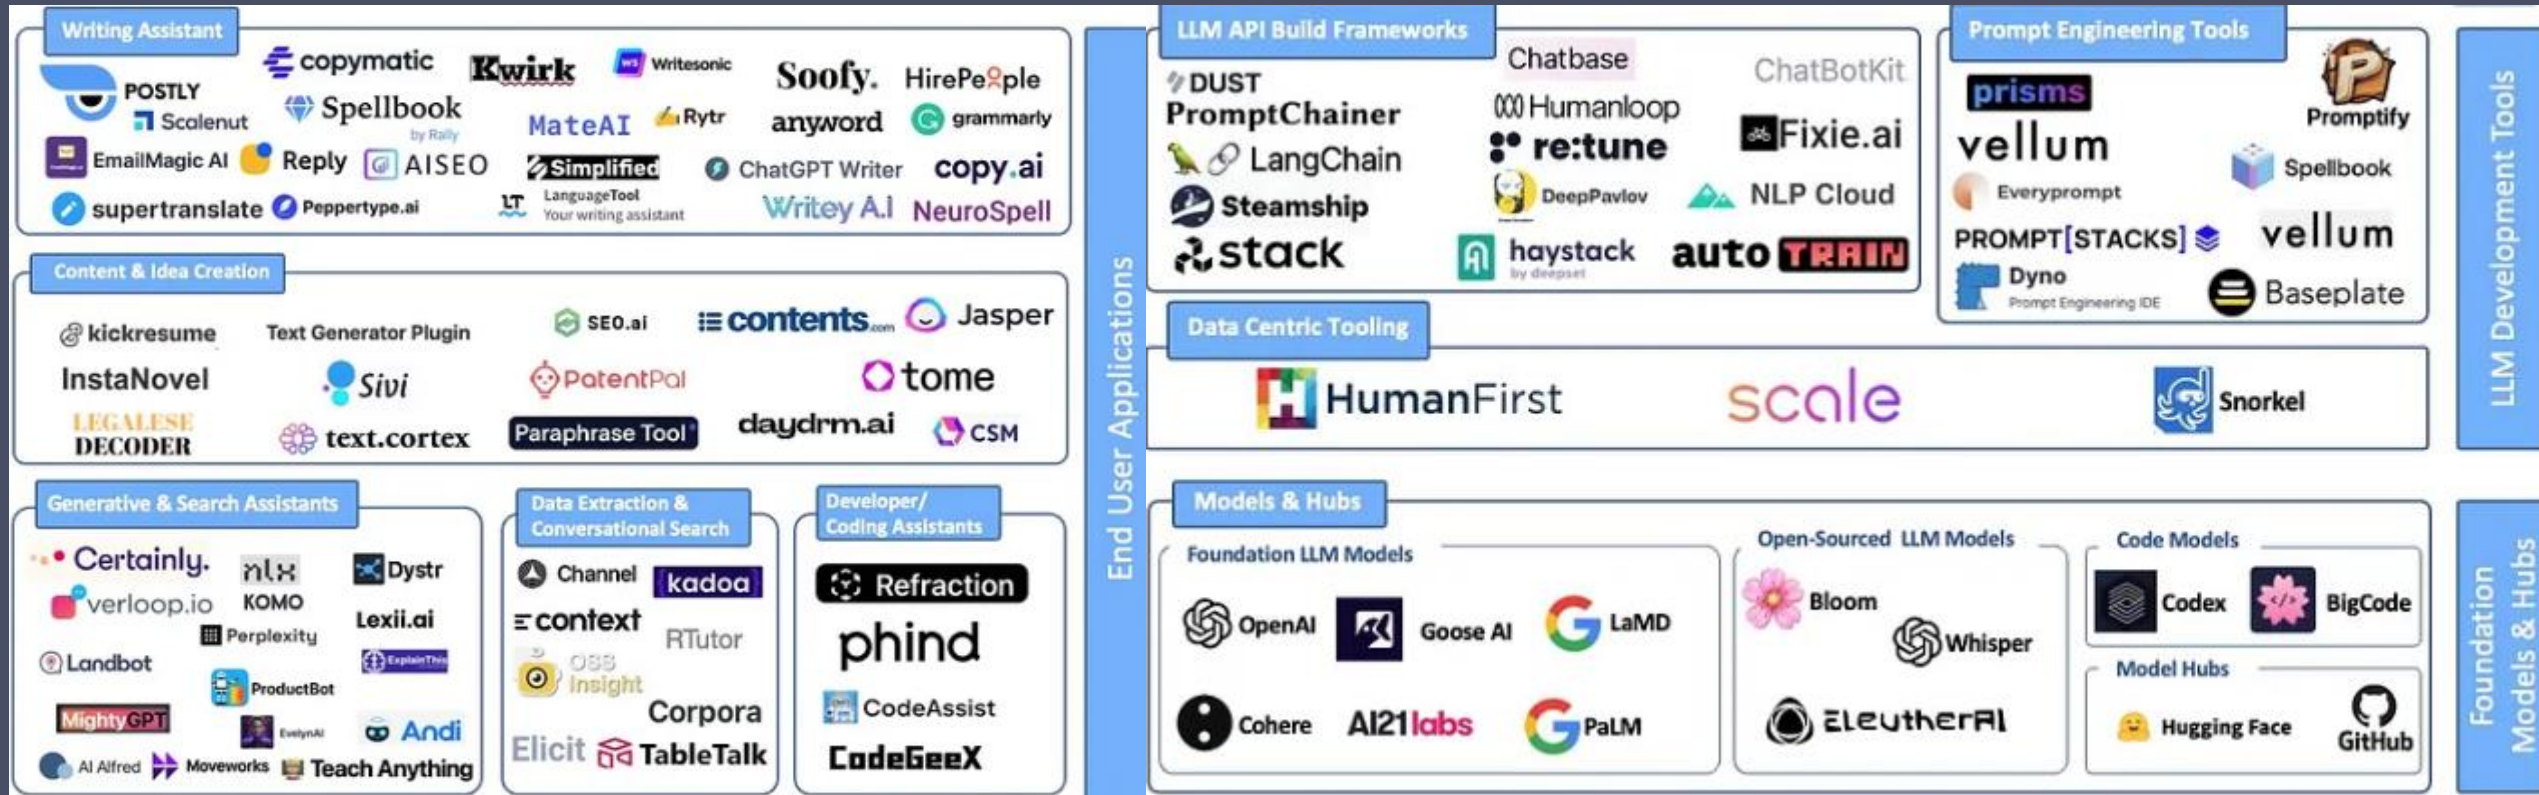 Writing Assistant
POSTLY
copymatic
Kwirk
WS Writesonic
Soofy.
HirePeople
Scalenut
Spellbook
by Rally
MateAI
Rytr
anyword
grammarly
EmailMagic AI
Reply
AISEO
Simplified
ChatGPT Writer
copy.ai
supertranslate
Peppertype.ai
LT LanguageTool
Your writing assistant
Writey A.I
NeuroSpell
Content & Idea Creation
kickresume
Text Generator Plugin
SEO.ai
contents.com
Jasper
InstaNovel
Sivi
PatentPal
tome
LEGALESE
DECODER
text.cortex
Paraphrase Tool
daydrm.ai
CSM
Generative & Search Assistants
Certainly.
nlx
Dystr
verloop.io
KOMO
Lexii.ai
Perplexity
Landbot
ExplainThis
ProductBot
MightyGPT
EvelynAI
Andi
AI Alfred
Moveworks
Teach Anything
Data Extraction &
Conversational Search
Channel
kadoa
context
RTutor
OSS
Insight
Corpora
Elicit
TableTalk
Developer/
Coding Assistants
Refraction
phind
CodeAssist
CodeGeeX
End User Applications
LLM API Build Frameworks
DUST
Chatbase
ChatBotKit
PromptChainer
Humanloop
Fixie.ai
LangChain
re:tune
Steamship
DeepPavlov
NLP Cloud
stack
haystack
by deepset
auto TRAIN
Prompt Engineering Tools
prisms
Promptify
vellum
Spellbook
Everyprompt
PROMPT[STACKS]
vellum
Dyno
Prompt Engineering IDE
Baseplate
Data Centric Tooling
HumanFirst
scale
Snorkel
LLM Development Tools
Models & Hubs
Foundation LLM Models
OpenAI
Goose AI
LaMD
Cohere
AI21labs
PaLM
Open-Sourced LLM Models
Bloom
Whisper
ELEUTHERAI
Code Models
Codex
</> BigCode
Model Hubs
Hugging Face
GitHub
Foundation
Models & Hubs